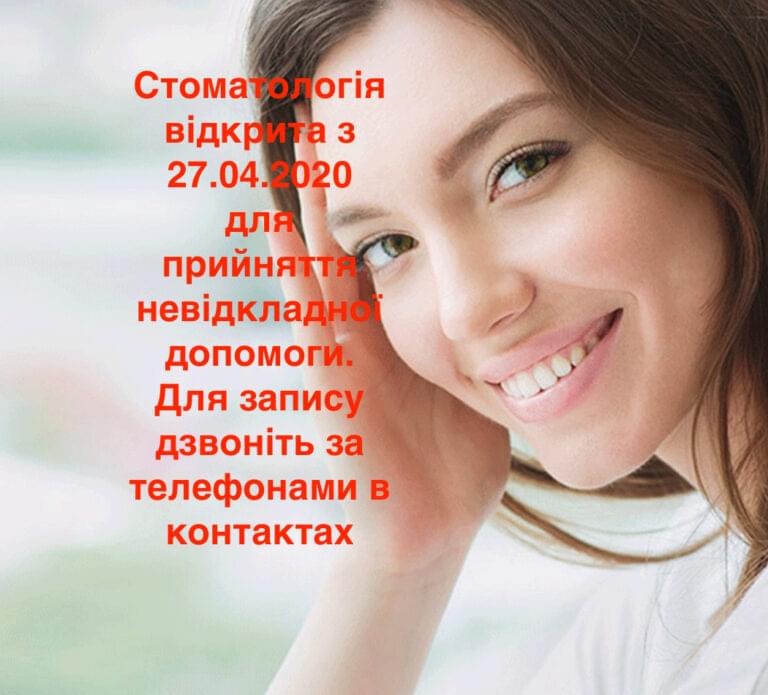 Стоматологія
відкрита з
27.04.2020
для
прийняття
невідкладної
допомоги.
Для запису
дзвоніть за
телефонами в
контактах